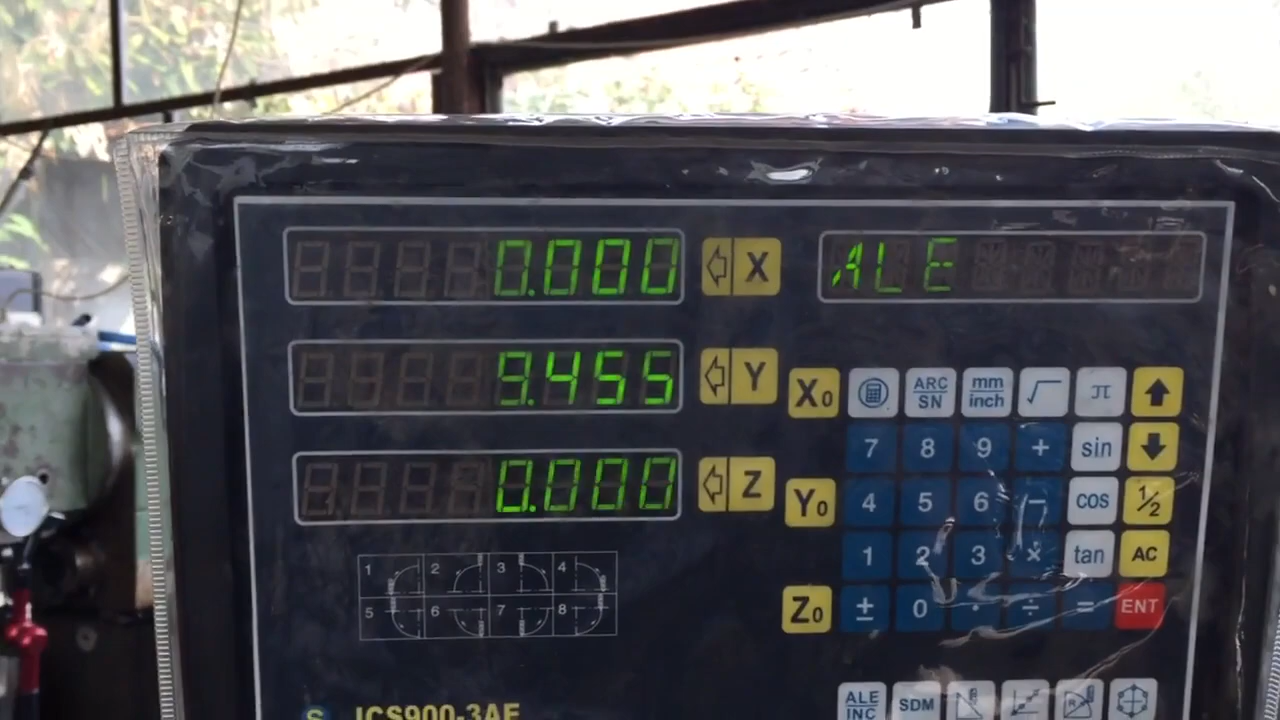 0.000 X ALE
9.455 Y
0.000 Z
X0 ARC SN mm inch √ π
7 8 9 + sin
Y0 4 5 6 − cos 1/2
1 2 3 × tan AC
Z0 ± 0 · ÷ = ENT
1 2 3 4
5 6 7 8
ALE INC SDM R
S JCS900-3AE